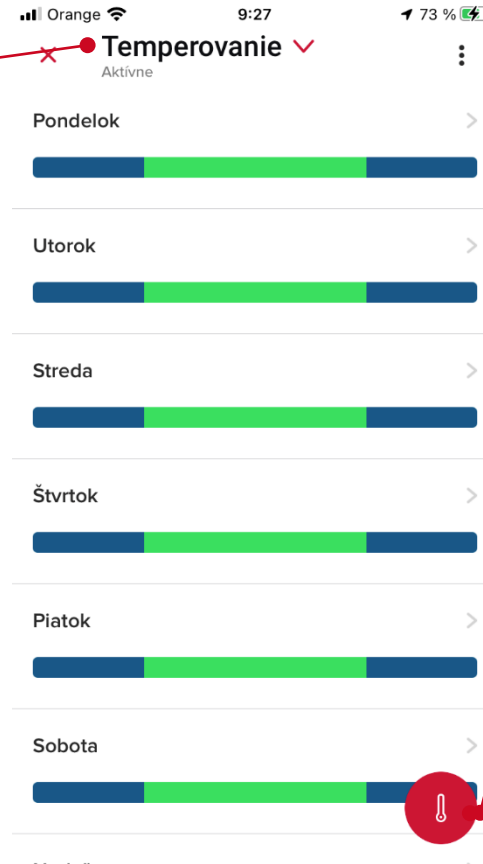 Orange 9:27 73 %
Temperovanie
Aktívne
Pondelok
Utorok
Streda
Štvrtok
Piatok
Sobota